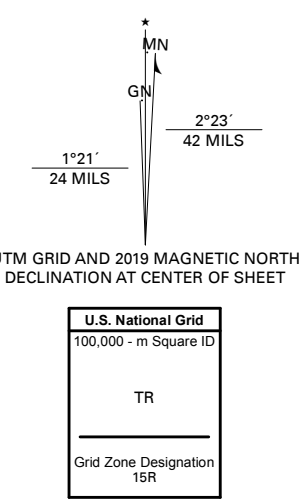 ★
MN
GN
2°23´
42 MILS
1°21´
24 MILS
UTM GRID AND 2019 MAGNETIC NORTH
DECLINATION AT CENTER OF SHEET
U.S. National Grid
100,000 - m Square ID
TR
Grid Zone Designation
15R